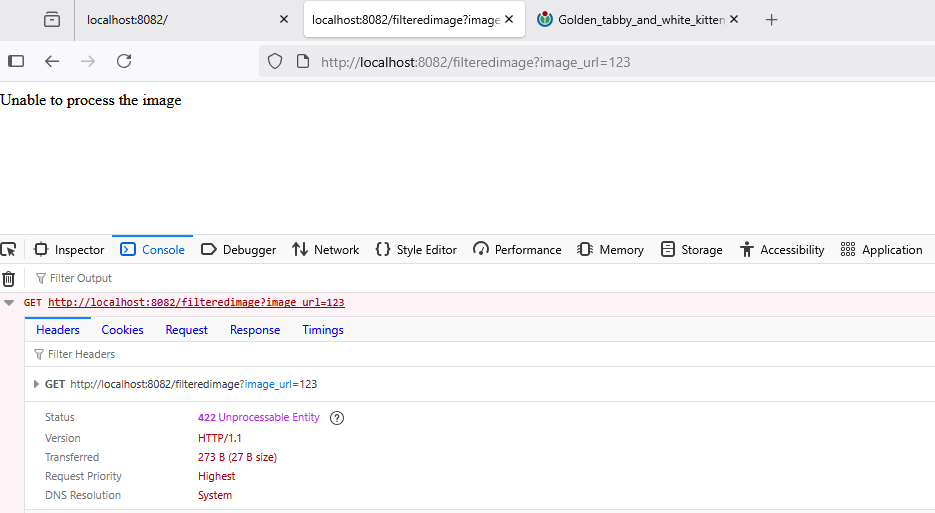 localhost:8082/
localhost:8082/filteredimage?image
Golden_tabby_and_white_kitten
http://localhost:8082/filteredimage?image_url=123
Unable to process the image
Inspector Console Debugger Network Style Editor Performance Memory Storage Accessibility Application
Filter Output
GET http://localhost:8082/filteredimage?image_url=123
Headers Cookies Request Response Timings
Filter Headers
GET http://localhost:8082/filteredimage?image_url=123
Status 422 Unprocessable Entity ?
Version HTTP/1.1
Transferred 273 B (27 B size)
Request Priority Highest
DNS Resolution System